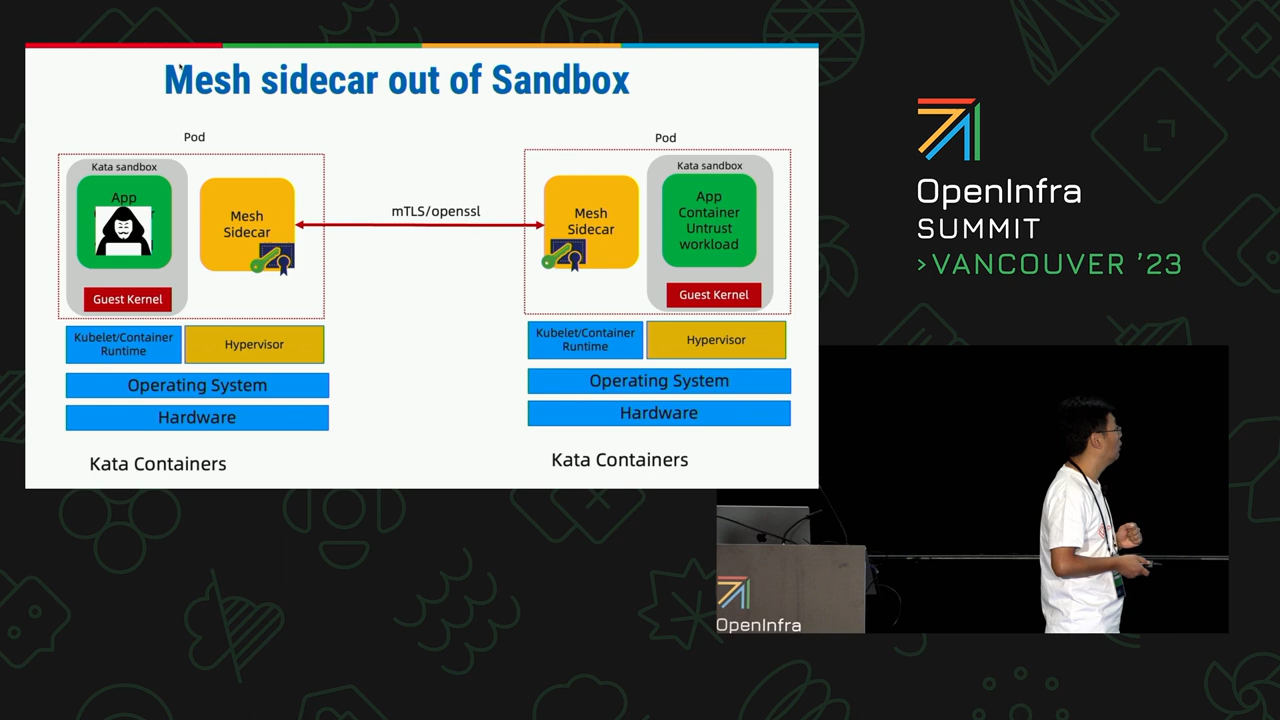 Mesh sidecar out of Sandbox
Pod
Kata sandbox
App
Guest Kernel
Mesh
Sidecar
Kubelet/Container
Runtime
Hypervisor
Operating System
Hardware
Kata Containers
mTLS/openssl
Pod
Mesh
Sidecar
Kata sandbox
App
Container
Untrust
workload
Guest Kernel
Kubelet/Container
Runtime
Hypervisor
Operating System
Hardware
Kata Containers
OpenInfra
SUMMIT
>VANCOUVER ’23
OpenInfra